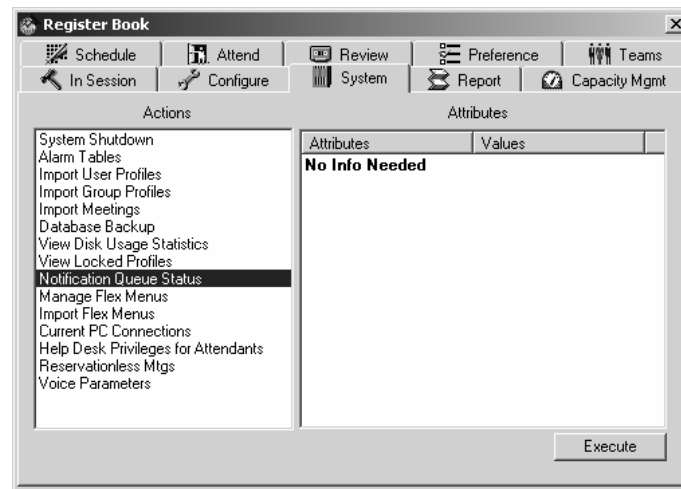 Register Book
Schedule Attend Review Preference Teams
In Session Configure System Report Capacity Mgmt
Actions Attributes
System Shutdown
Alarm Tables
Import User Profiles
Import Group Profiles
Import Meetings
Database Backup
View Disk Usage Statistics
View Locked Profiles
Notification Queue Status
Manage Flex Menus
Import Flex Menus
Current PC Connections
Help Desk Privileges for Attendants
Reservationless Mtgs
Voice Parameters
Attributes Values
No Info Needed
Execute